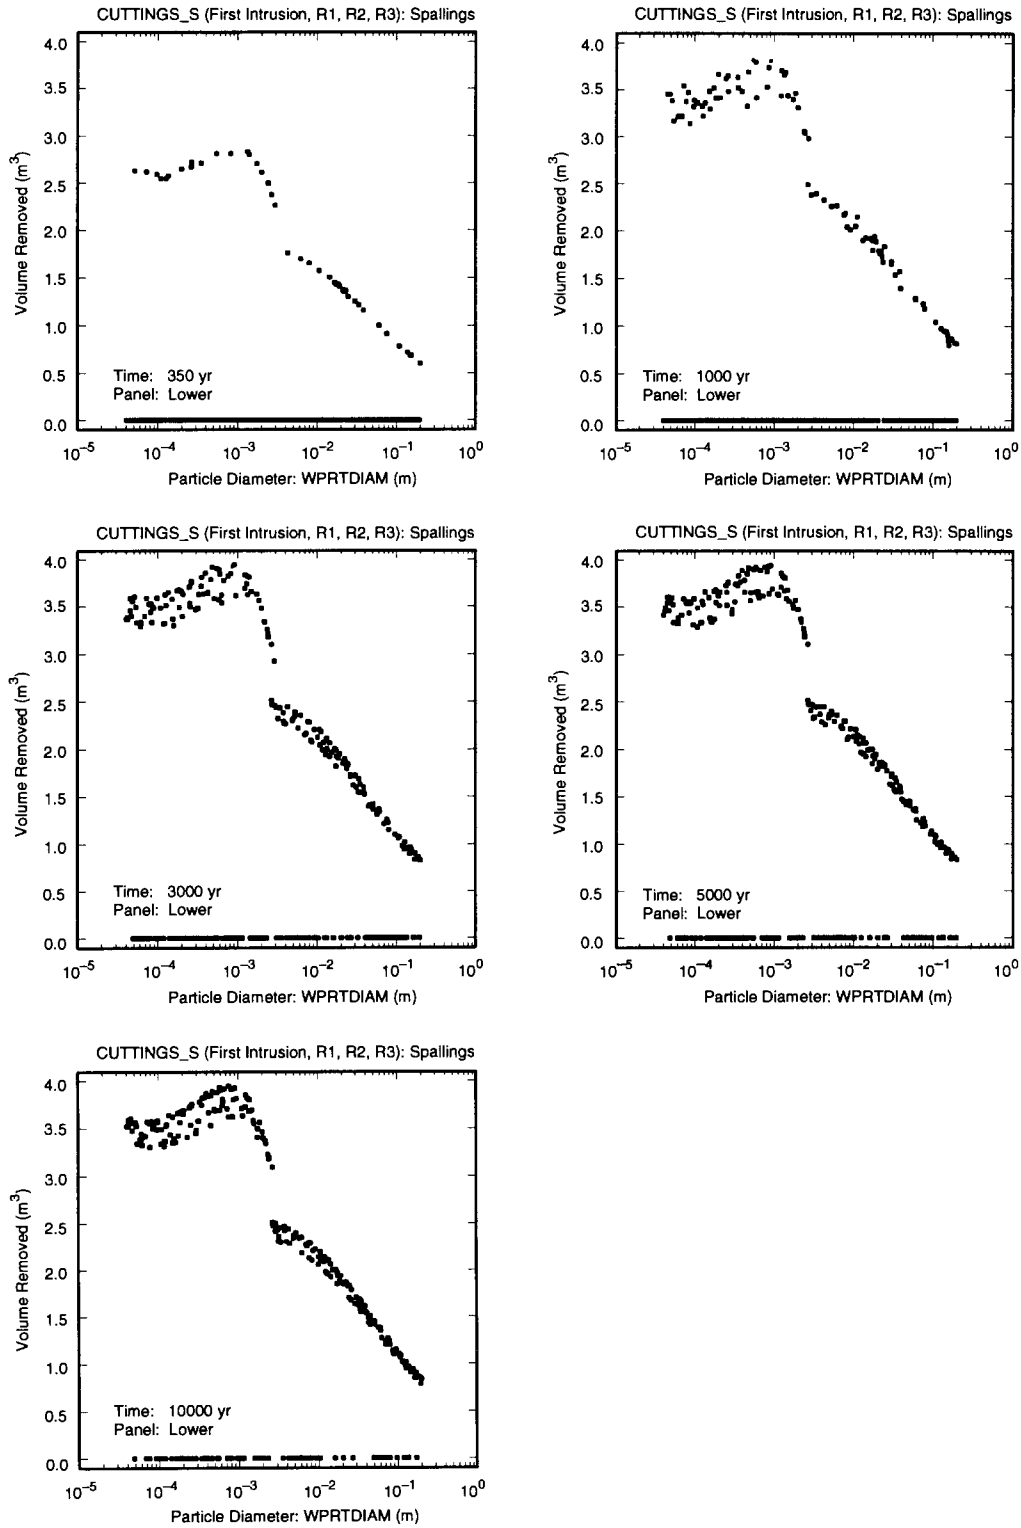 CUTTINGS_S (First Intrusion, R1, R2, R3): Spallings
4.0
3.5
3.0
2.5
2.0
1.5
1.0
0.5
0.0
Volume Removed (m³)
Time: 350 yr
Panel: Lower
10⁻⁵ 10⁻⁴ 10⁻³ 10⁻² 10⁻¹ 10⁰
Particle Diameter: WPRTDIAM (m)
CUTTINGS_S (First Intrusion, R1, R2, R3): Spallings
4.0
3.5
3.0
2.5
2.0
1.5
1.0
0.5
0.0
Volume Removed (m³)
Time: 1000 yr
Panel: Lower
10⁻⁵ 10⁻⁴ 10⁻³ 10⁻² 10⁻¹ 10⁰
Particle Diameter: WPRTDIAM (m)
CUTTINGS_S (First Intrusion, R1, R2, R3): Spallings
4.0
3.5
3.0
2.5
2.0
1.5
1.0
0.5
0.0
Volume Removed (m³)
Time: 3000 yr
Panel: Lower
10⁻⁵ 10⁻⁴ 10⁻³ 10⁻² 10⁻¹ 10⁰
Particle Diameter: WPRTDIAM (m)
CUTTINGS_S (First Intrusion, R1, R2, R3): Spallings
4.0
3.5
3.0
2.5
2.0
1.5
1.0
0.5
0.0
Volume Removed (m³)
Time: 5000 yr
Panel: Lower
10⁻⁵ 10⁻⁴ 10⁻³ 10⁻² 10⁻¹ 10⁰
Particle Diameter: WPRTDIAM (m)
CUTTINGS_S (First Intrusion, R1, R2, R3): Spallings
4.0
3.5
3.0
2.5
2.0
1.5
1.0
0.5
0.0
Volume Removed (m³)
Time: 10000 yr
Panel: Lower
10⁻⁵ 10⁻⁴ 10⁻³ 10⁻² 10⁻¹ 10⁰
Particle Diameter: WPRTDIAM (m)